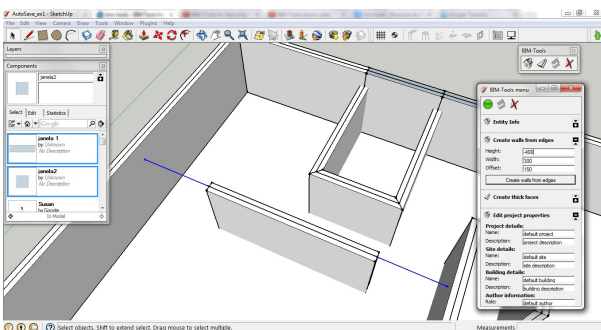 AutoSave_ex1 - SketchUp
File Edit View Camera Draw Tools Window Plugins Help
Layers
Components
janela2
Select Edit Statistics
Google
janela 1
by Unknown
No Description
janela2
by Unknown
No Description
Susan
by Google
In Model
BIM-Tools
BIM-Tools menu
Entity Info
Create walls from edges
Height: -400
Width: 300
Offset: 150
Create walls from edges
Create thick faces
Edit project properties
Project details:
Name: default project
Description: project description
Site details:
Name: default site
Description: site description
Building details:
Name: default building
Description: building description
Author information:
Role: default author
Select objects. Shift to extend select. Drag mouse to select multiple.
Measurements